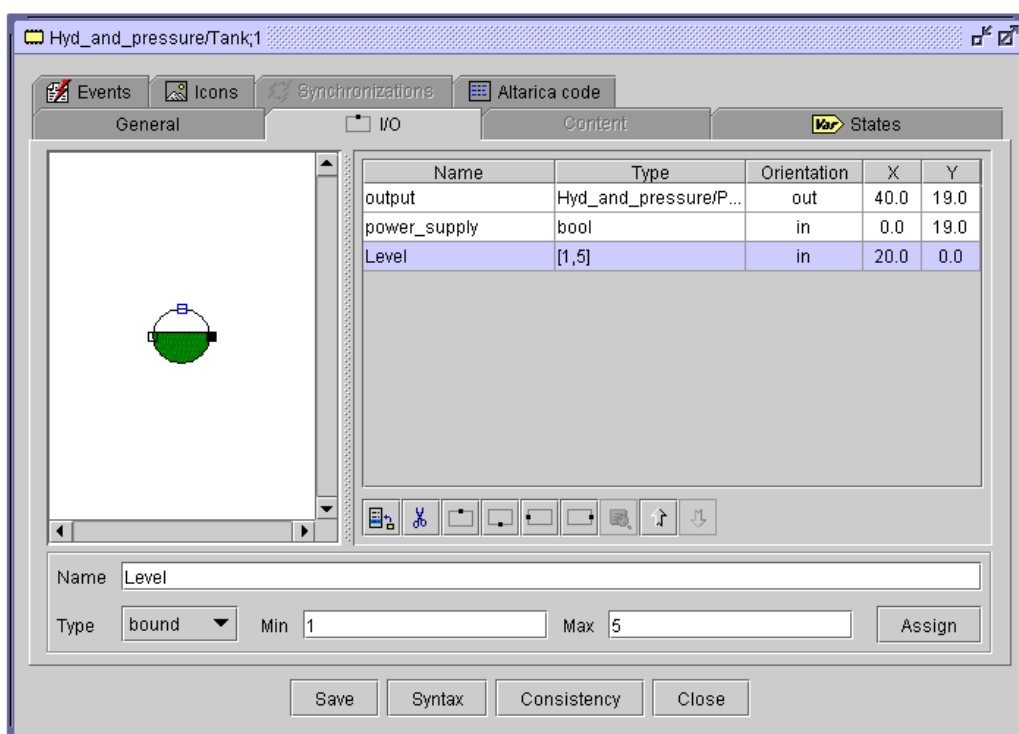 Hyd_and_pressure/Tank;1
Events Icons Synchronizations Altarica code
General I/O Content Var States
Name Type Orientation X Y
output Hyd_and_pressure/P... out 40.0 19.0
power_supply bool in 0.0 19.0
Level [1,5] in 20.0 0.0
Name Level
Type bound Min 1 Max 5 Assign
Save Syntax Consistency Close